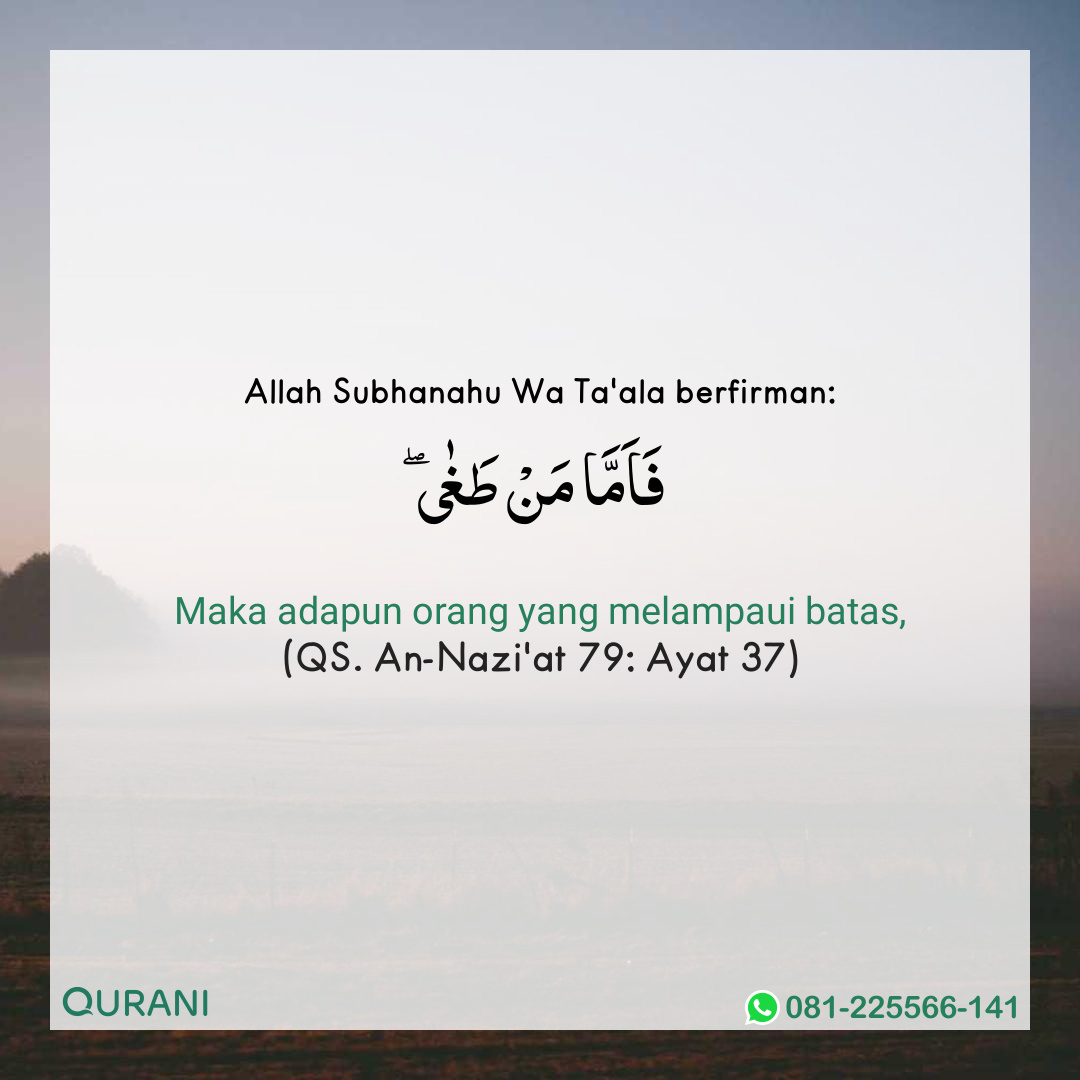 Allah Subhanahu Wa Ta'ala berfirman:
فَاَمَّا مَنْ طَغٰىۖ
Maka adapun orang yang melampaui batas,
(QS. An-Nazi'at 79: Ayat 37)
QURANI
081-225566-141